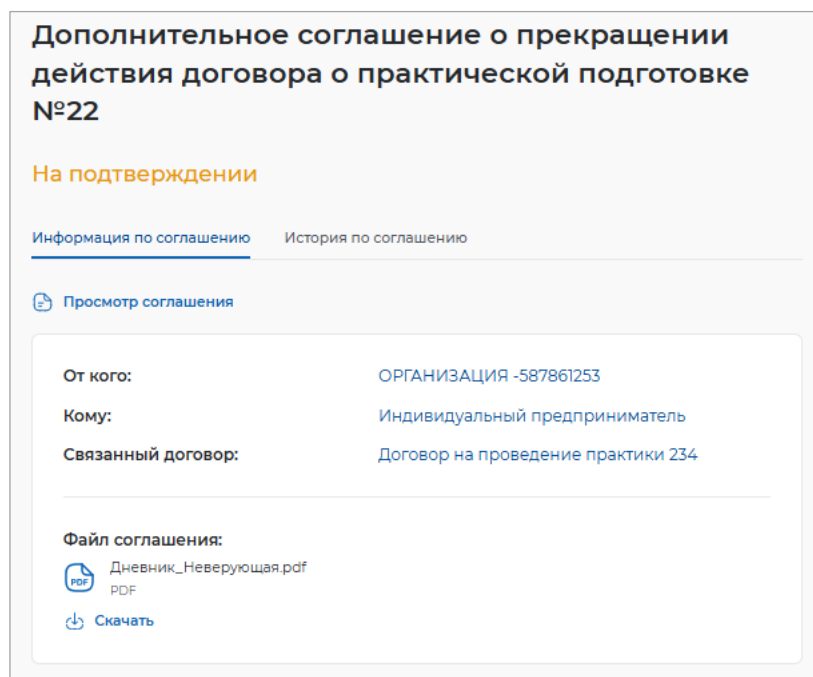 Дополнительное соглашение о прекращении
действия договора о практической подготовке
№22
На подтверждении
Информация по соглашению История по соглашению
Просмотр соглашения
От кого: ОРГАНИЗАЦИЯ -587861253
Кому: Индивидуальный предприниматель
Связанный договор: Договор на проведение практики 234
Файл соглашения:
Дневник_Неверующая.pdf
PDF
PDF
Скачать